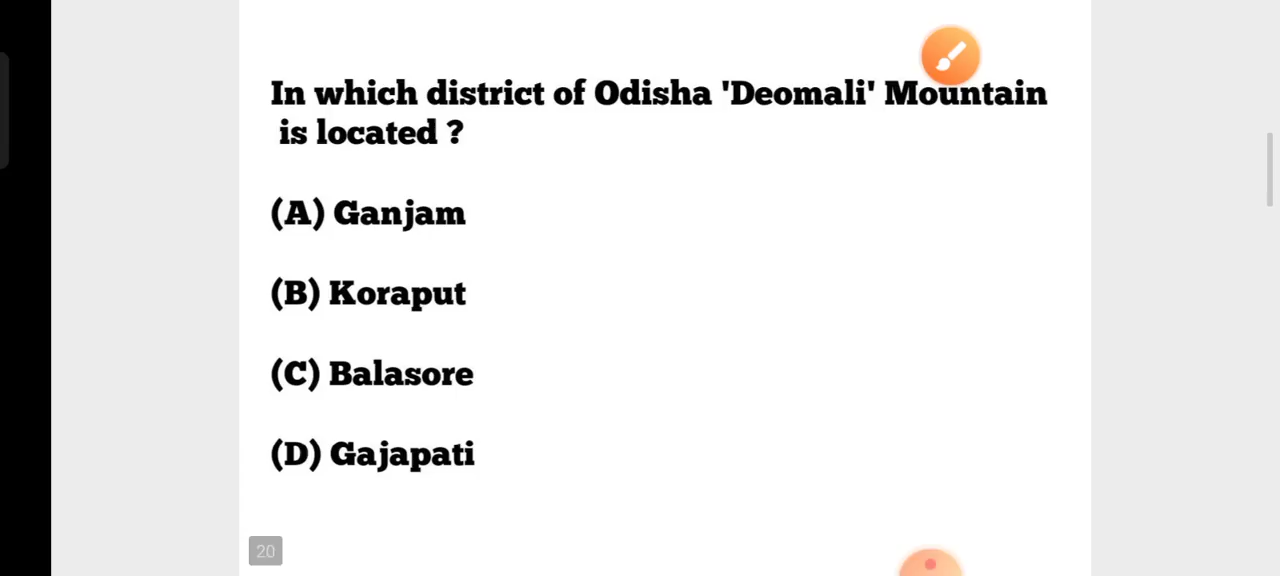 In which district of Odisha 'Deomali' Mountain
is located ?
(A) Ganjam
(B) Koraput
(C) Balasore
(D) Gajapati
20